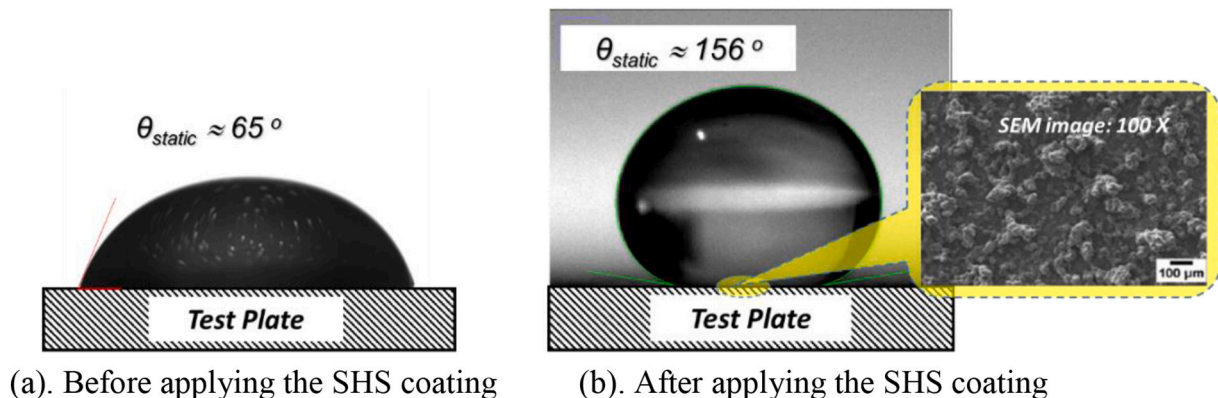 θstatic ≈ 65 o
Test Plate
(a). Before applying the SHS coating
θstatic ≈ 156 o
SEM image: 100 X
100 µm
Test Plate
(b). After applying the SHS coating